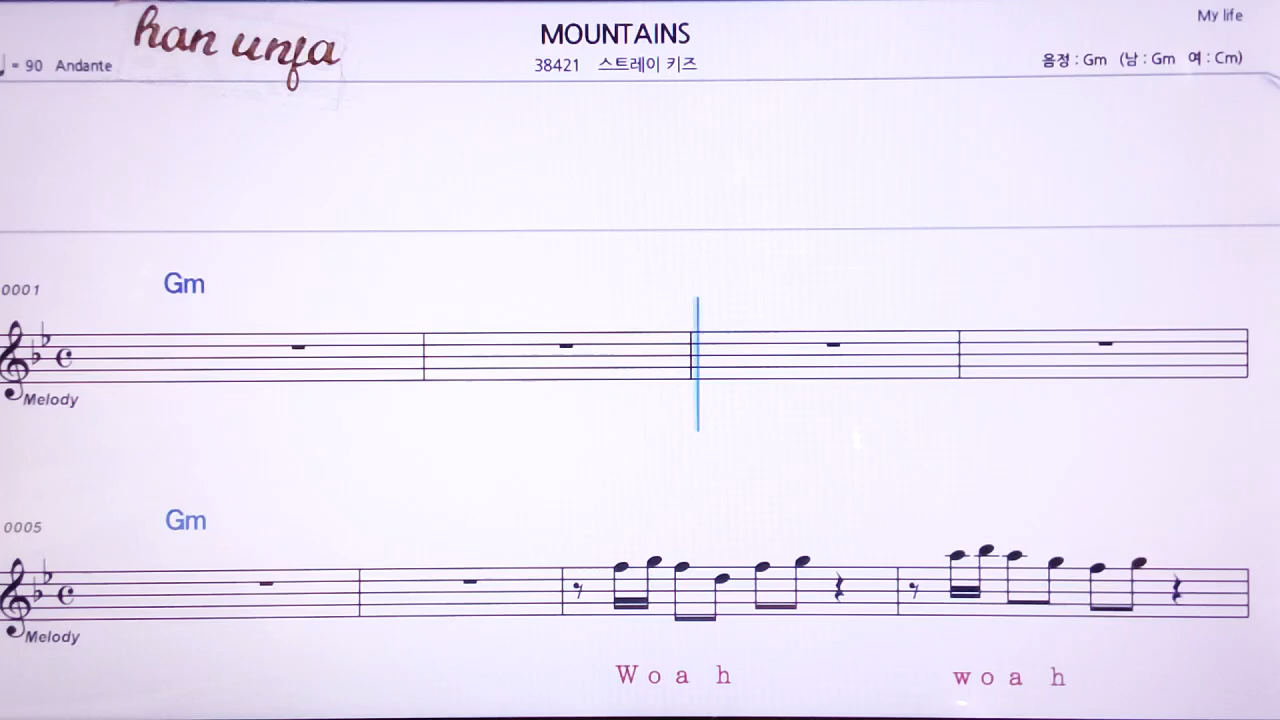 My life
han unfa
MOUNTAINS
= 90 Andante
38421 스트레이 키즈
음정 : Gm (남 : Gm 여 : Cm)
0001
Gm
Melody
0005
Gm
Melody
Woah
woah